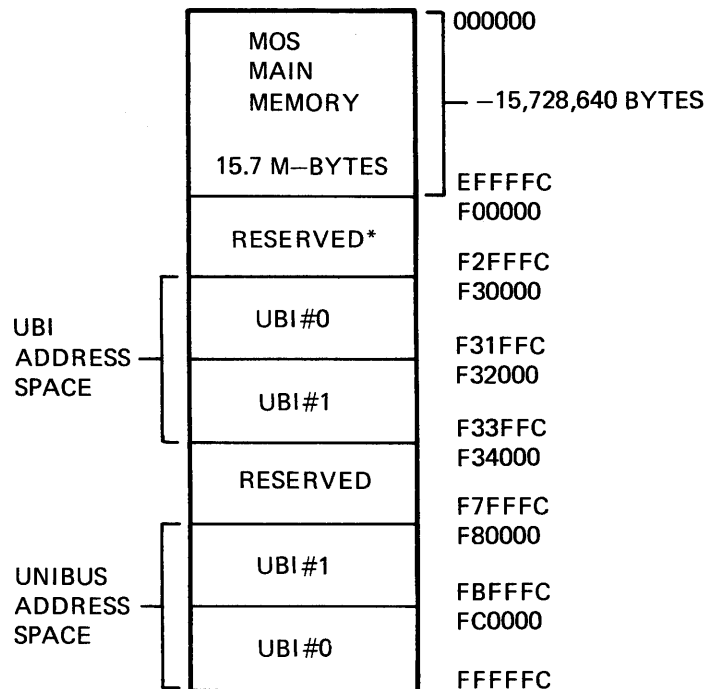 000000
MOS
MAIN
MEMORY
—15,728,640 BYTES
15.7 M—BYTES
EFFFFC
F00000
RESERVED*
F2FFFC
F30000
UBI#0
UBI
ADDRESS
SPACE
F31FFC
F32000
UBI#1
F33FFC
F34000
RESERVED
F7FFFC
F80000
UBI#1
UNIBUS
ADDRESS
SPACE
FBFFFC
FC0000
UBI#0
FFFFFC